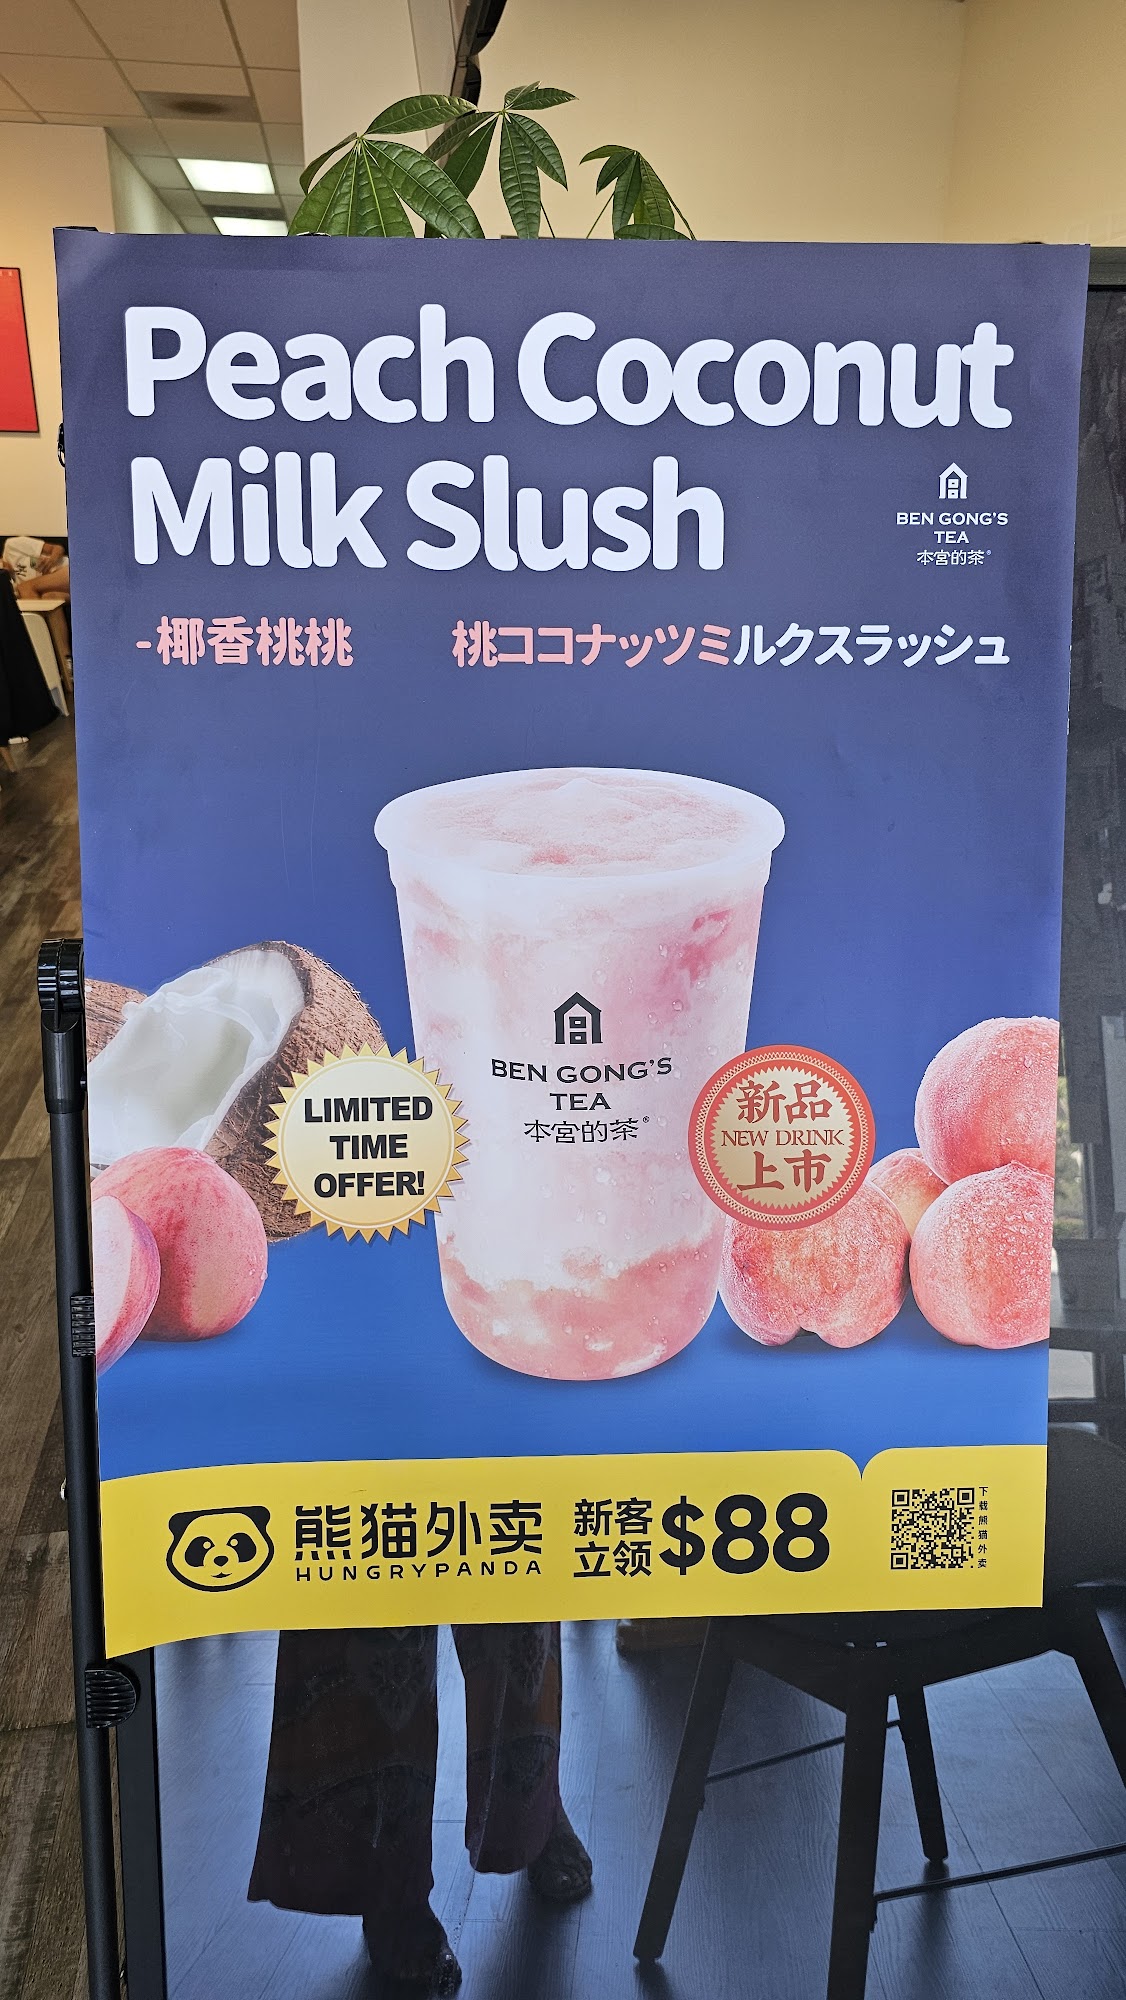 Peach Coconut
Milk Slush
BEN GONG'S
TEA
本宮的茶®
-椰香桃桃
桃ココナッツミルクスラッシュ
BEN GONG'S
TEA
本宮的茶®
LIMITED
TIME
OFFER!
新品
NEW DRINK
上市
熊猫外卖
HUNGRYPANDA
新客
立领
$88
下载熊猫外卖